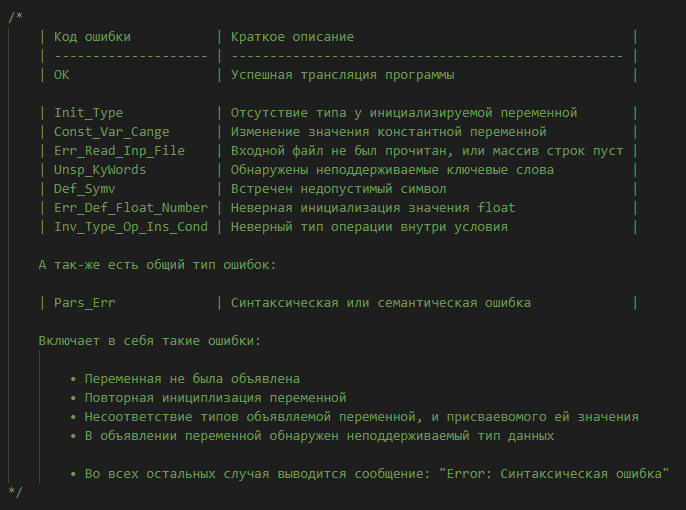 /*
| Код ошибки | Краткое описание |
| -------------------- | --------------------------------------------------- |
| OK | Успешная трансляция программы |
| Init_Type | Отсутствие типа у инициализируемой переменной |
| Const_Var_Cange | Изменение значения константной переменной |
| Err_Read_Inp_File | Входной файл не был прочитан, или массив строк пуст |
| Unsp_KyWords | Обнаружены неподдерживаемые ключевые слова |
| Def_Symv | Встречен недопустимый символ |
| Err_Def_Float_Number | Неверная инициализация значения float |
| Inv_Type_Op_Ins_Cond | Неверный тип операции внутри условия |
А так-же есть общий тип ошибок:
| Pars_Err | Синтаксическая или семантическая ошибка |
Включает в себя такие ошибки:
• Переменная не была объявлена
• Повторная инициплизация переменной
• Несоответствие типов объявляемой переменной, и присваевомого ей значения
• В объявлении переменной обнаружен неподдерживаемый тип данных
• Во всех остальных случая выводится сообщение: "Error: Синтаксическая ошибка"
*/